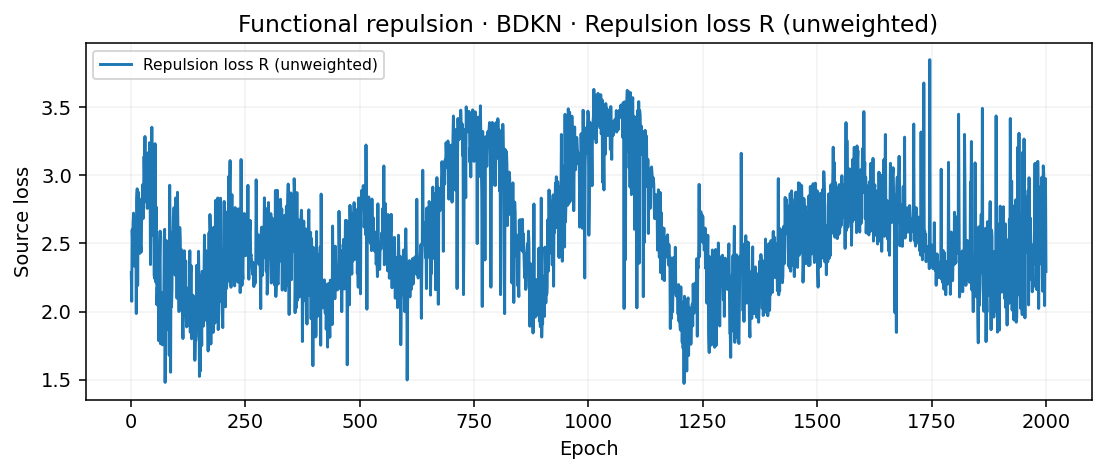 Functional repulsion · BDKN · Repulsion loss R (unweighted)
Repulsion loss R (unweighted)
Source loss
3.5
3.0
2.5
2.0
1.5
0 250 500 750 1000 1250 1500 1750 2000
Epoch